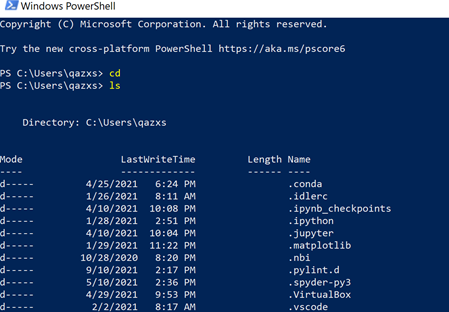 Windows PowerShell
Copyright (C) Microsoft Corporation. All rights reserved.
Try the new cross-platform PowerShell https://aka.ms/pscore6
PS C:\Users\qazxs> cd
PS C:\Users\qazxs> ls
Directory: C:\Users\qazxs
Mode LastWriteTime Length Name
---- ------------- ------ ----
d----- 4/25/2021 6:24 PM .conda
d----- 1/26/2021 8:11 AM .idlerc
d----- 4/10/2021 10:08 PM .ipynb_checkpoints
d----- 1/28/2021 2:51 PM .ipython
d----- 4/10/2021 10:04 PM .jupyter
d----- 1/29/2021 11:22 PM .matplotlib
d----- 10/28/2020 8:20 PM .nbi
d----- 9/10/2021 2:17 PM .pylint.d
d----- 5/10/2021 2:36 PM .spyder-py3
d----- 4/29/2021 9:53 PM .VirtualBox
d----- 2/2/2021 8:17 AM .vscode